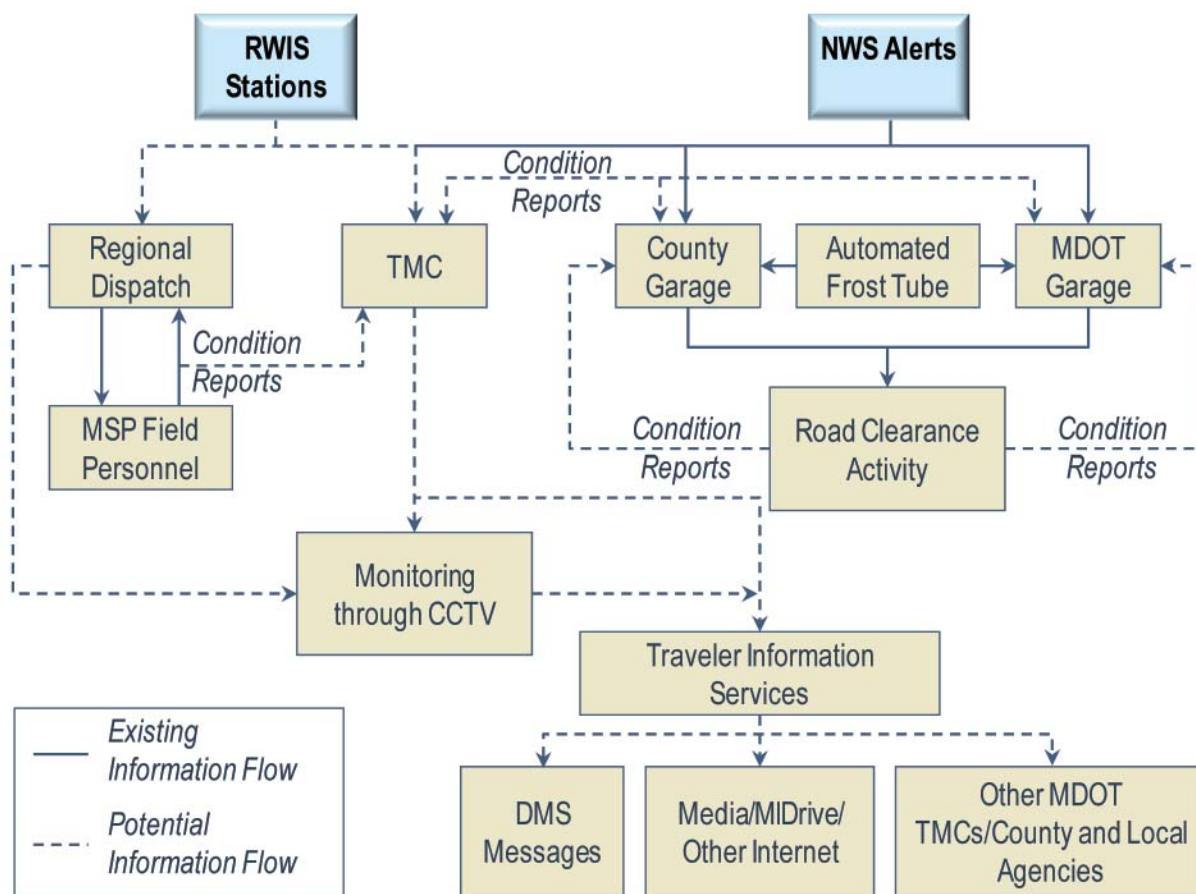 RWIS
Stations
NWS Alerts
Condition
Reports
Regional
Dispatch
TMC
County
Garage
Automated
Frost Tube
MDOT
Garage
Condition
Reports
MSP Field
Personnel
Condition
Reports
Road Clearance
Activity
Condition
Reports
Monitoring
through CCTV
Traveler Information
Services
Existing
Information Flow
Potential
Information Flow
DMS
Messages
Media/MIDrive/
Other Internet
Other MDOT
TMCs/County and Local
Agencies